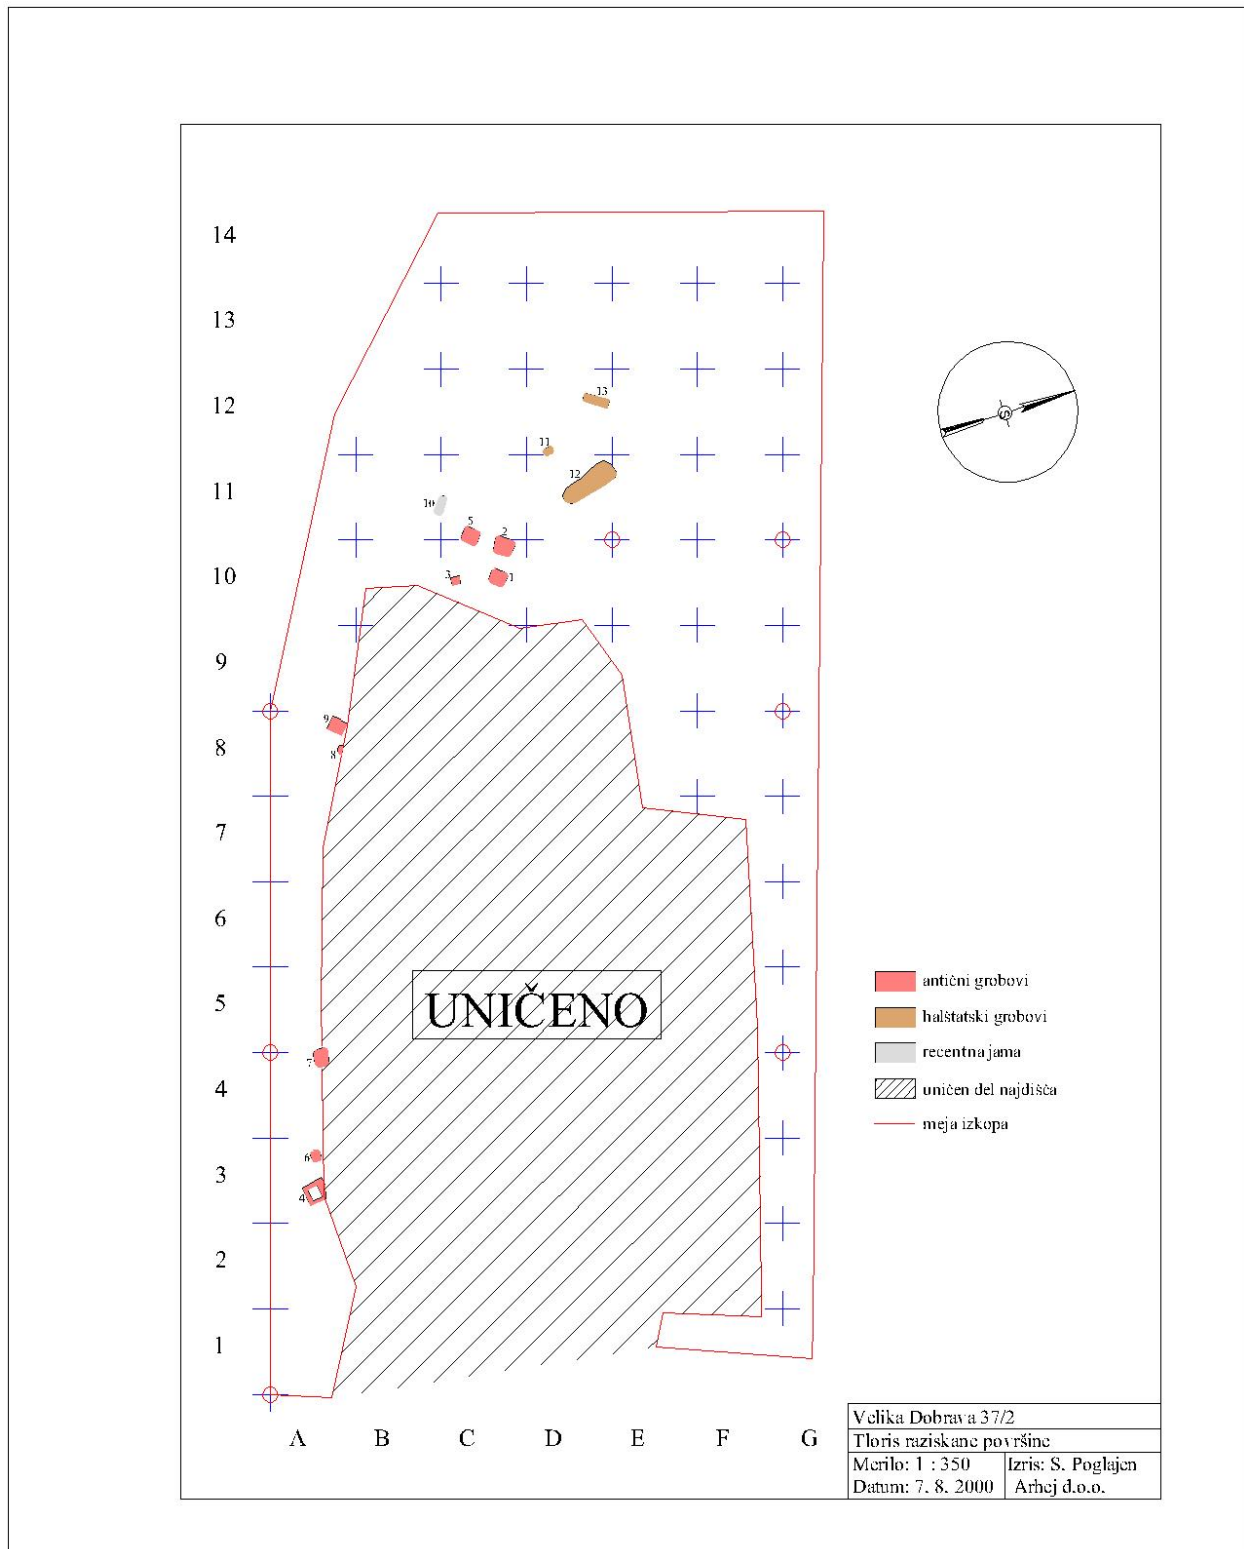 14
13
12
11
10
9
8
7
6
5
4
3
2
1
13
11
12
10
5
2
3
1
9
8
7
6
4
S
UNIČENO
antični grobovi
halštatski grobovi
recentna jama
uničen del najdišča
meja izkopa
A B C D E F G
Velika Dobrava 37/2
Tloris raziskane površine
Merilo: 1 : 350 Izris: S. Poglajen
Datum: 7. 8. 2000 Arhej d.o.o.